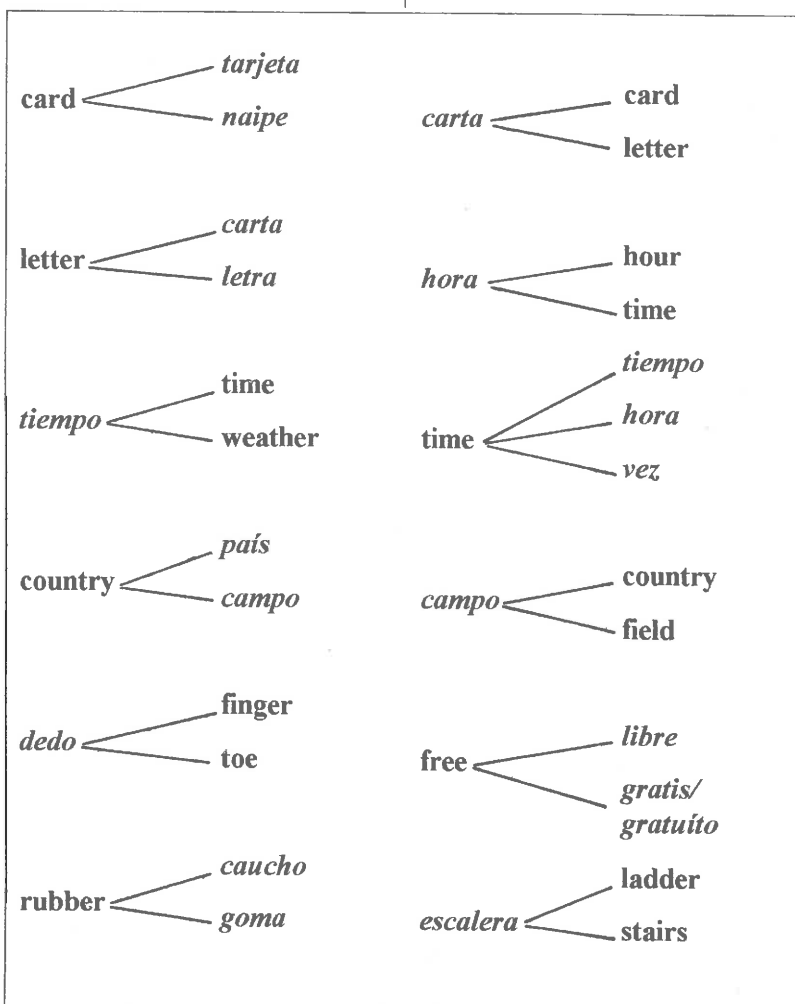 card
tarjeta
naipe
carta
card
letter
letter
carta
letra
hora
hour
time
tiempo
time
weather
time
tiempo
hora
vez
country
país
campo
campo
country
field
dedo
finger
toe
free
libre
gratis/
gratuíto
rubber
caucho
goma
escalera
ladder
stairs